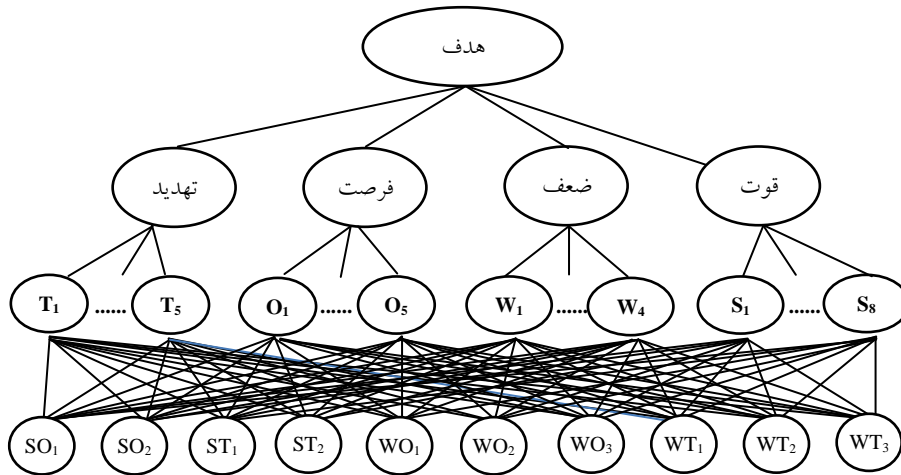 هدف
قوت ضعف فرصت تهدید
T1 ...... T5 O1 ...... O5 W1 ...... W4 S1 ...... S8
SO1 SO2 ST1 ST2 WO1 WO2 WO3 WT1 WT2 WT3